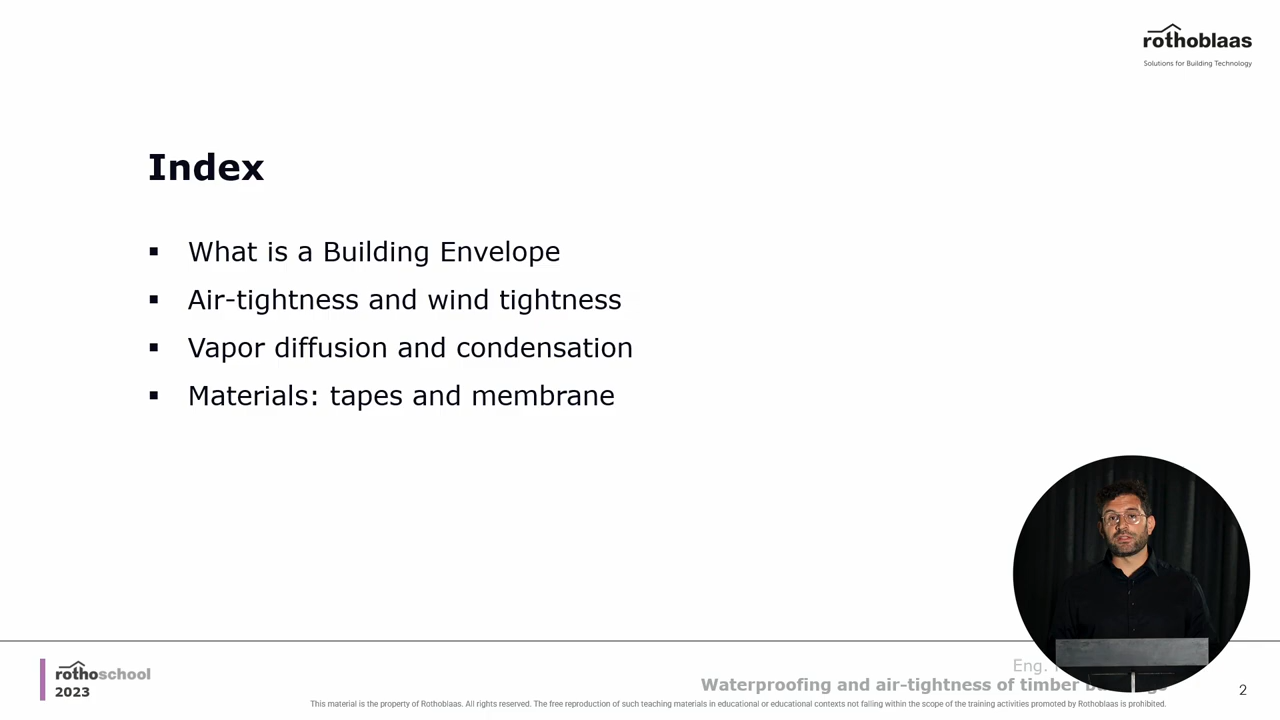 rothoblaas
Solutions for Building Technology
Index
▪ What is a Building Envelope
▪ Air-tightness and wind tightness
▪ Vapor diffusion and condensation
▪ Materials: tapes and membrane
rothoschool
2023
Eng.
Waterproofing and air-tightness of timber
This material is the property of Rothoblaas. All rights reserved. The free reproduction of such teaching materials in educational or educational contexts not falling within the scope of the training activities promoted by Rothoblaas is prohibited.
2